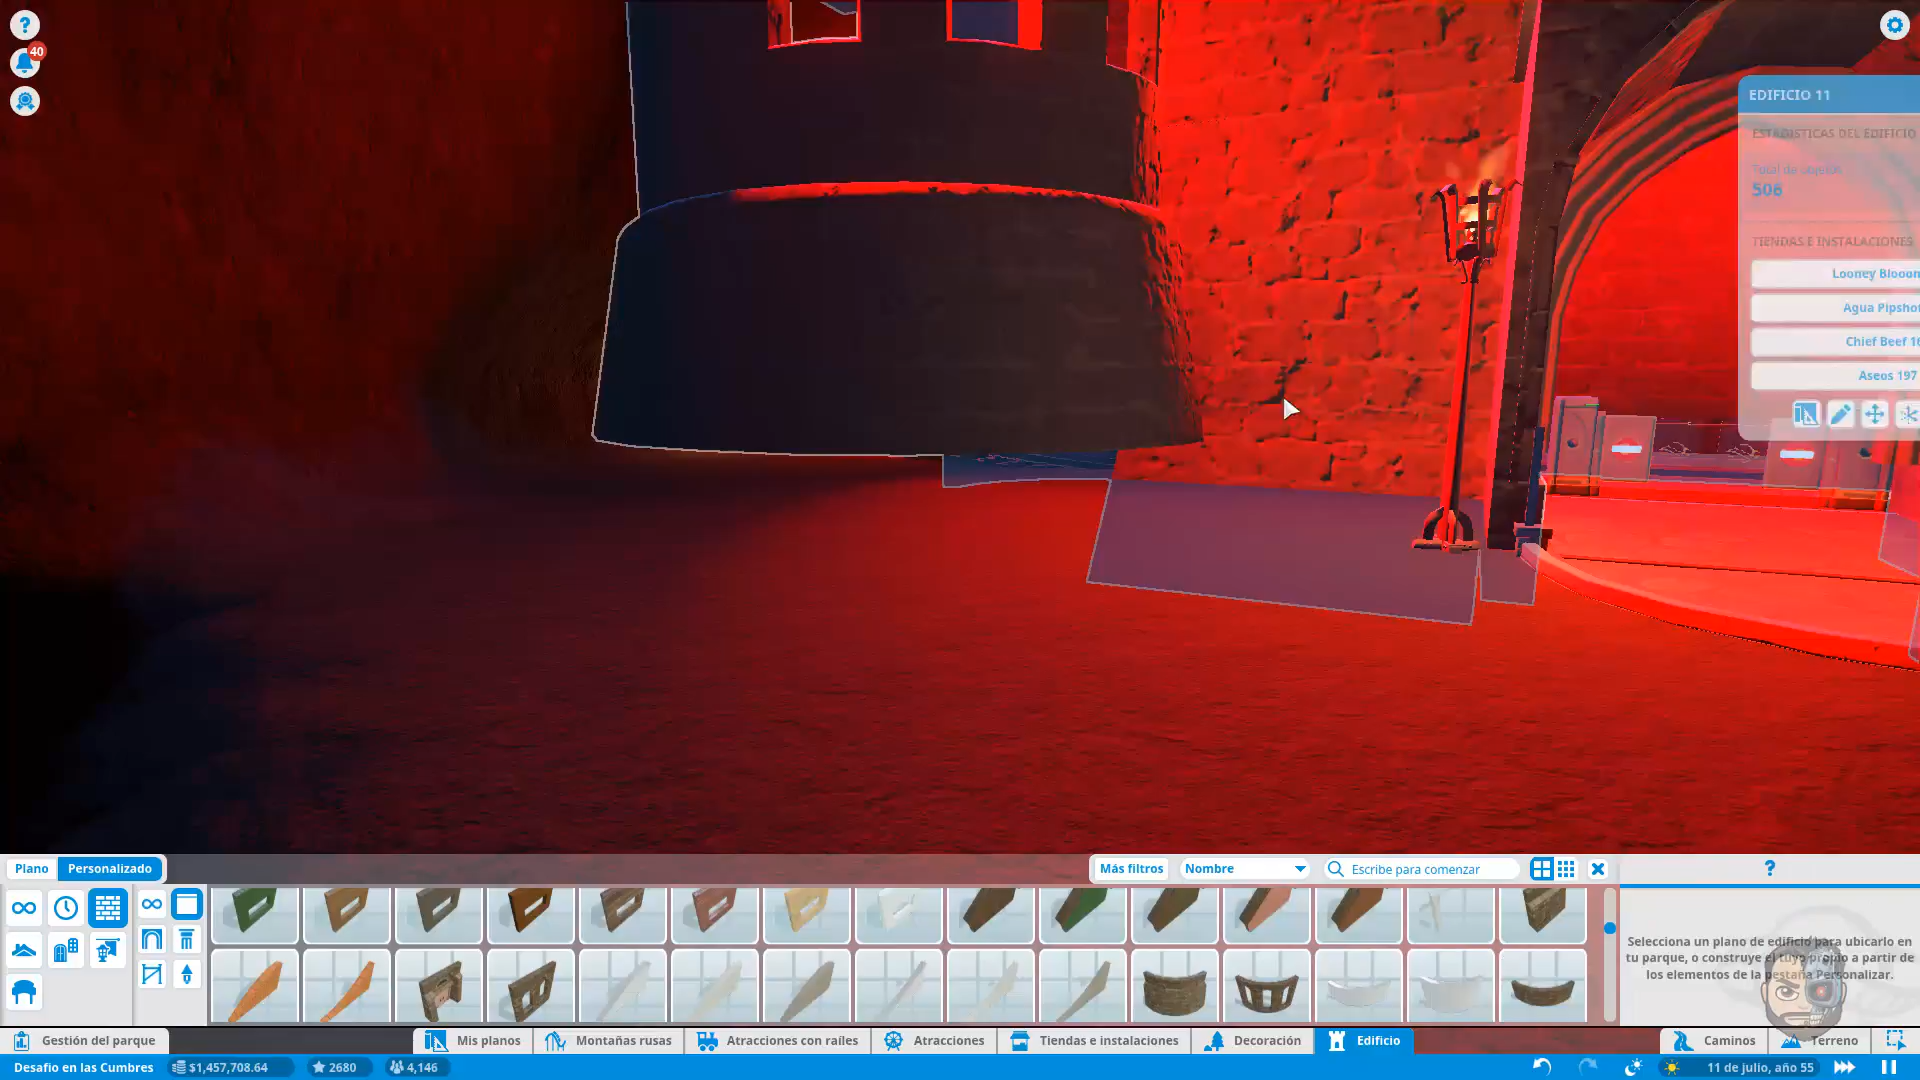 ?
40
EDIFICIO 11
ESTADÍSTICAS DEL EDIFICIO
Total de objetos
508
TIENDAS E INSTALACIONES
Looney Blooon
Agua Pipshot
Chief Beef 16
Aseos 197
Plano
Personalizado
Más filtros
Nombre
Escribe para comenzar
?
Selecciona un plano de edificio para ubicarlo en
tu parque, o construye el tuyo propio a partir de
los elementos de la pestaña Personalizar.
Gestión del parque
Mis planos
Montañas rusas
Atracciones con raíles
Atracciones
Tiendas e instalaciones
Decoración
Edificio
Caminos
Terreno
Desafío en las Cumbres
$1,457,708.64
2680
4,146
11 de julio, año 55